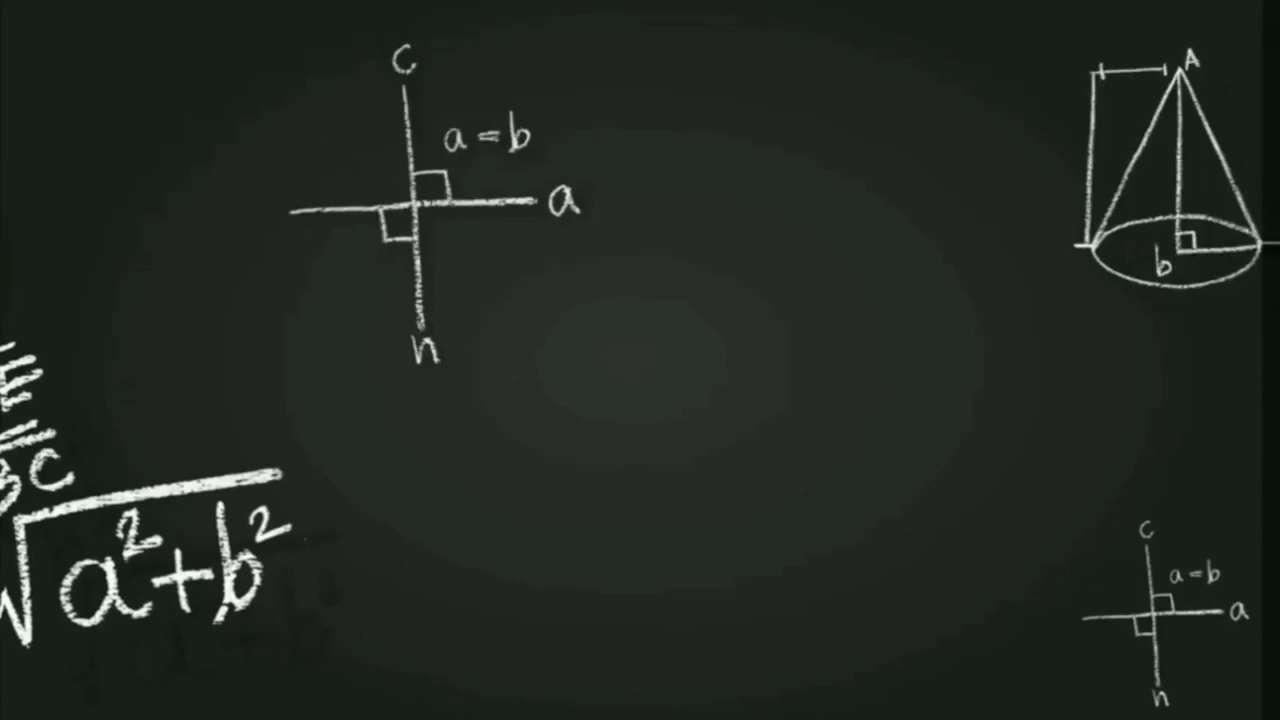 c
a = b
a
n
A
b
E
C
√a²+b²
c
a = b
a
n